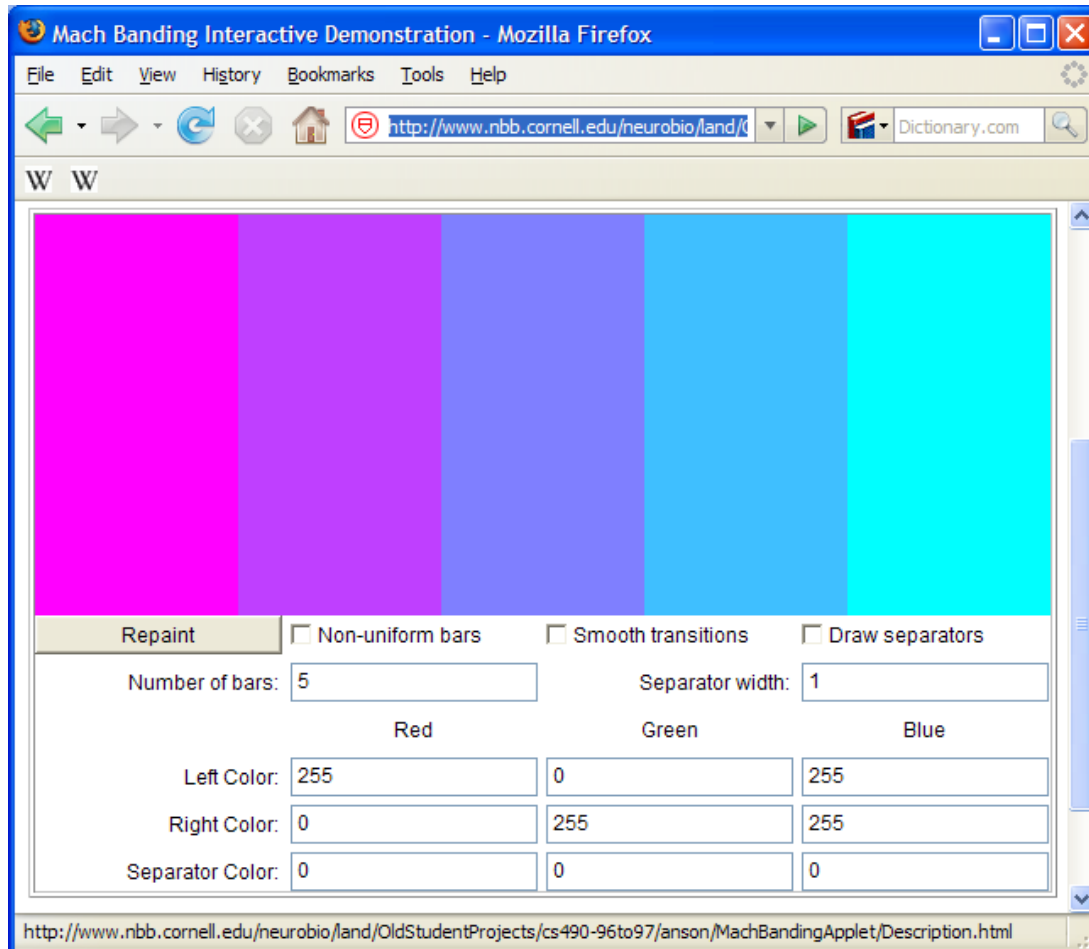 Mach Banding Interactive Demonstration - Mozilla Firefox
File Edit View History Bookmarks Tools Help
http://www.nbb.cornell.edu/neurobio/land/ Dictionary.com
W W
Repaint Non-uniform bars Smooth transitions Draw separators
Number of bars: 5 Separator width: 1
Red Green Blue
Left Color: 255 0 255
Right Color: 0 255 255
Separator Color: 0 0 0
http://www.nbb.cornell.edu/neurobio/land/OldStudentProjects/cs490-96to97/anson/MachBandingApplet/Description.html